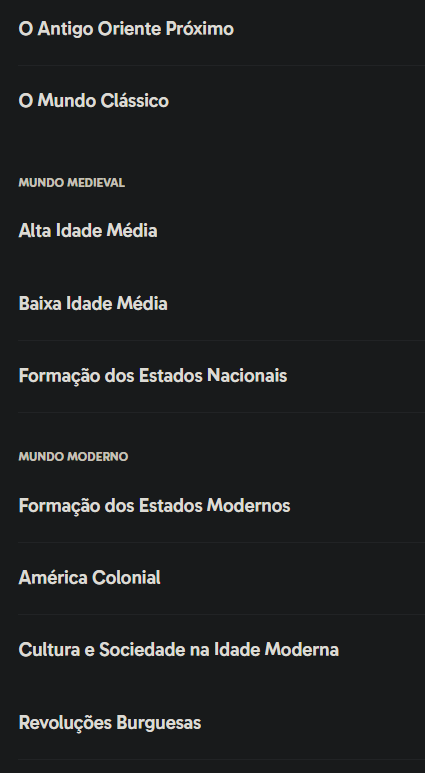 O Antigo Oriente Próximo
O Mundo Clássico
MUNDO MEDIEVAL
Alta Idade Média
Baixa Idade Média
Formação dos Estados Nacionais
MUNDO MODERNO
Formação dos Estados Modernos
América Colonial
Cultura e Sociedade na Idade Moderna
Revoluções Burguesas